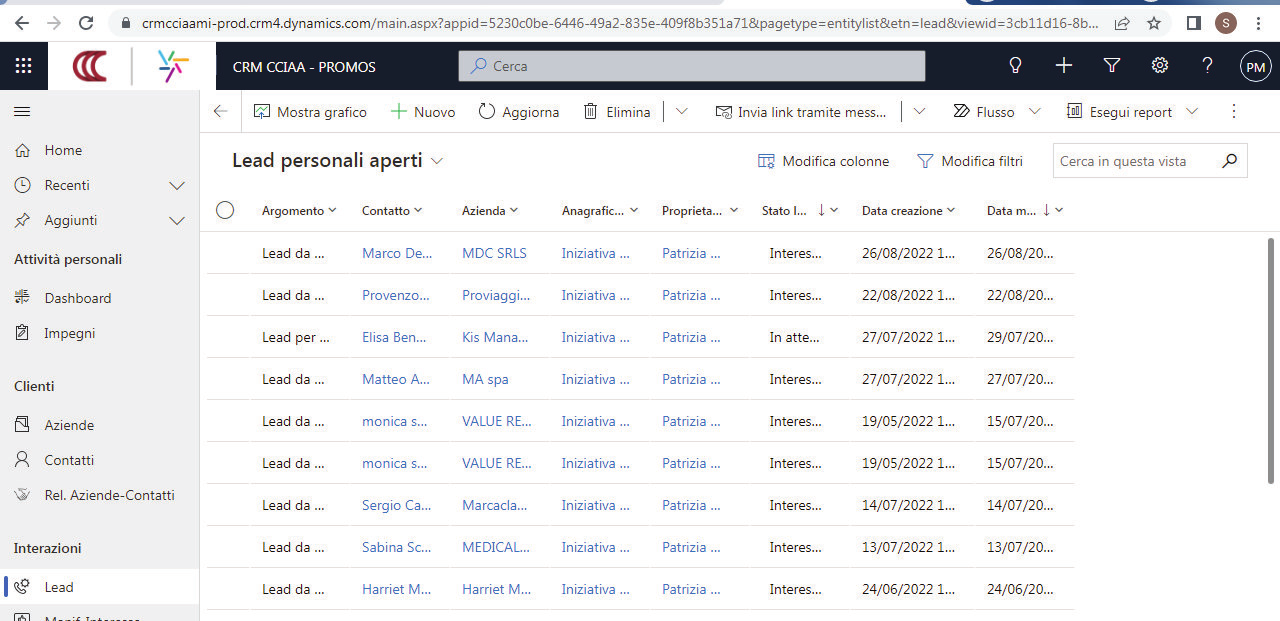 crmcciaami-prod.crm4.dynamics.com/main.aspx?appid=5230c0be-6446-49a2-835e-409f8b351a71&pagetype=entitylist&etn=lead&viewid=3cb11d16-8b...
S
CRM CCIAA - PROMOS
Cerca
?
PM
Mostra grafico
Nuovo
Aggiorna
Elimina
Invia link tramite mess...
Flusso
Esegui report
Home
Recenti
Aggiunti
Attività personali
Dashboard
Impegni
Clienti
Aziende
Contatti
Rel. Aziende-Contatti
Interazioni
Lead
Lead personali aperti
Modifica colonne
Modifica filtri
Cerca in questa vista
Argomento Contatto Azienda Anagrafic... Proprieta... Stato l... Data creazione Data m...
Lead da ... Marco De... MDC SRLS Iniziativa ... Patrizia ... Interes... 26/08/2022 1... 26/08/20...
Lead da ... Provenzo... Proviaggi... Iniziativa ... Patrizia ... Interes... 22/08/2022 1... 22/08/20...
Lead per ... Elisa Ben... Kis Mana... Iniziativa ... Patrizia ... In atte... 27/07/2022 1... 29/07/20...
Lead da ... Matteo A... MA spa Iniziativa ... Patrizia ... Interes... 27/07/2022 1... 27/07/20...
Lead da ... monica s... VALUE RE... Iniziativa ... Patrizia ... Interes... 19/05/2022 1... 15/07/20...
Lead da ... monica s... VALUE RE... Iniziativa ... Patrizia ... Interes... 19/05/2022 1... 15/07/20...
Lead da ... Sergio Ca... Marcacla... Iniziativa ... Patrizia ... Interes... 14/07/2022 1... 14/07/20...
Lead da ... Sabina Sc... MEDICAL... Iniziativa ... Patrizia ... Interes... 13/07/2022 1... 13/07/20...
Lead da ... Harriet M... Harriet M... Iniziativa ... Patrizia ... Interes... 24/06/2022 1... 24/06/20...